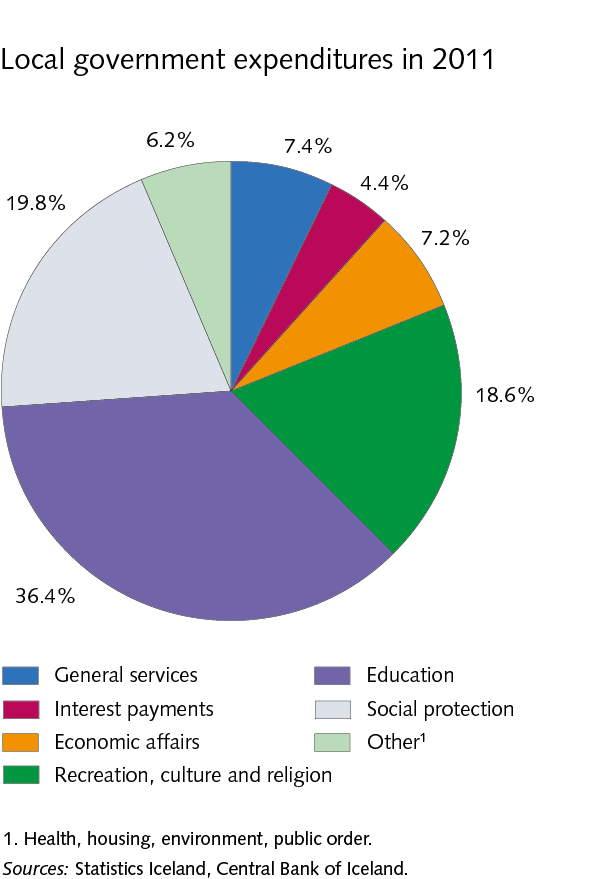 Local government expenditures in 2011
6.2%
7.4%
4.4%
19.8%
7.2%
18.6%
36.4%
General services
Interest payments
Economic affairs
Recreation, culture and religion
Education
Social protection
Other¹
1. Health, housing, environment, public order.
Sources: Statistics Iceland, Central Bank of Iceland.